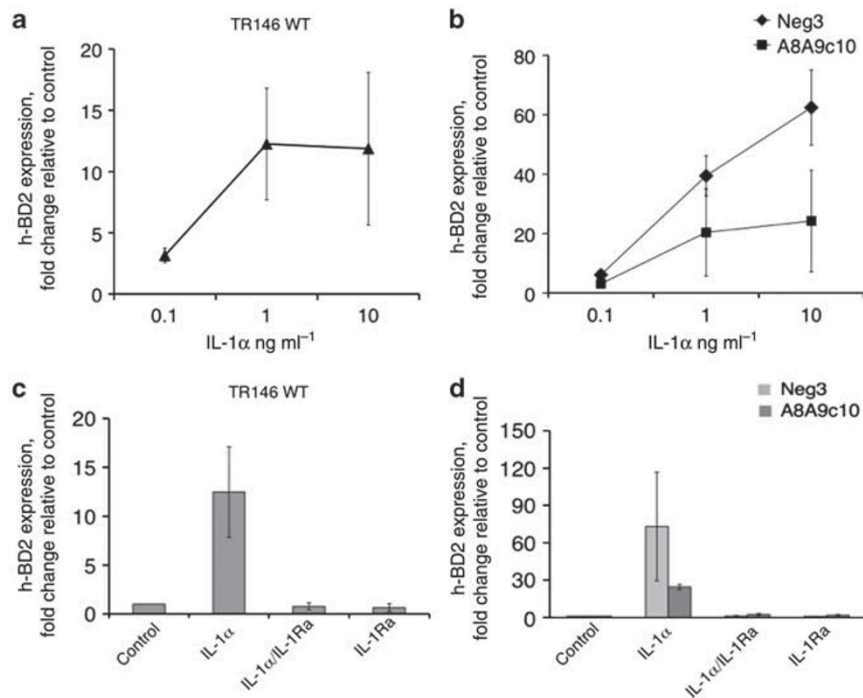 a
TR146 WT
h-BD2 expression,
fold change relative to control
20
15
10
5
0
0.1 1 10
b
Neg3
A8A9c10
h-BD2 expression,
fold change relative to control
80
60
40
20
0
0.1 1 10
IL-1α ng ml⁻¹
IL-1α ng ml⁻¹
c
TR146 WT
h-BD2 expression,
fold change relative to control
20
15
10
5
0
Control IL-1α IL-1α/IL-1Ra IL-1Ra
d
Neg3
A8A9c10
h-BD2 expression,
fold change relative to control
150
120
90
60
30
0
Control IL-1α IL-1α/IL-1Ra IL-1Ra